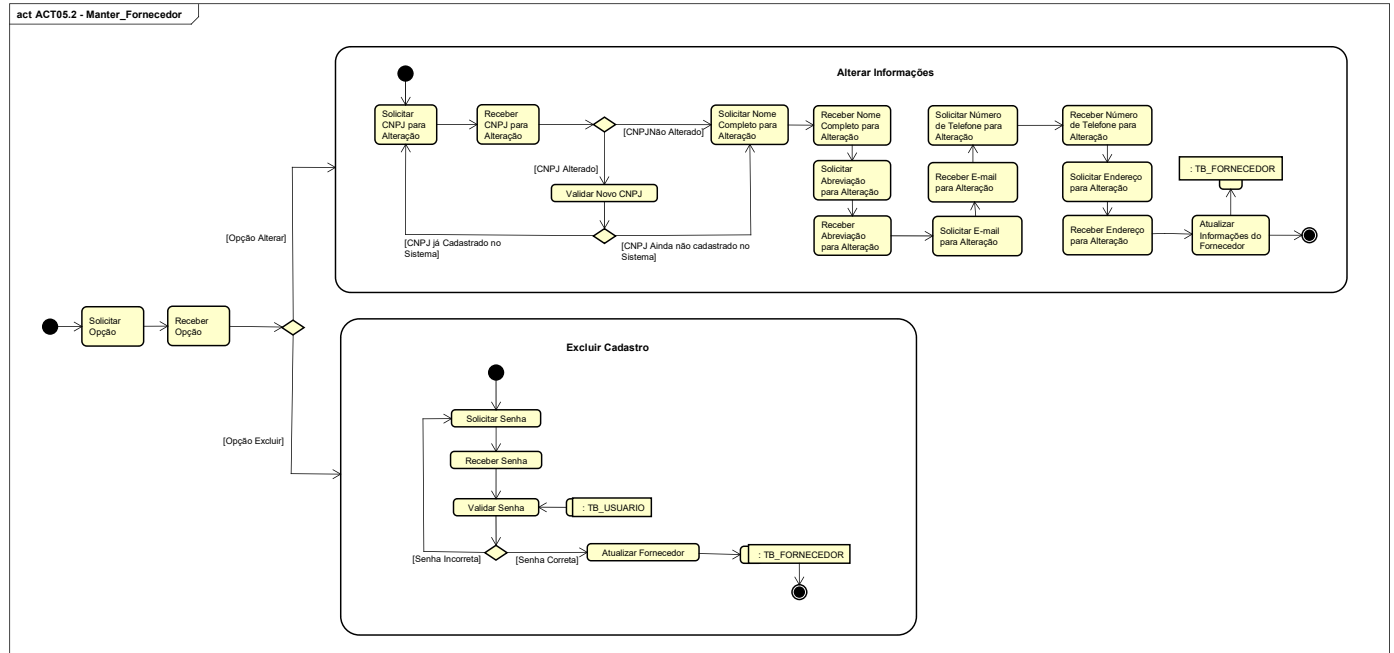 act ACT05.2 - Manter_Fornecedor
Alterar Informações
Solicitar
CNPJ para
Alteração
Receber
CNPJ para
Alteração
[CNPJNão Alterado]
[CNPJ Alterado]
Validar Novo CNPJ
[CNPJ já Cadastrado no
Sistema]
[CNPJ Ainda não cadastrado no
Sistema]
Solicitar Nome
Completo para
Alteração
Receber Nome
Completo para
Alteração
Solicitar
Abreviação
para Alteração
Receber
Abreviação
para Alteração
Solicitar E-mail
para Alteração
Receber E-mail
para Alteração
Solicitar Número
de Telefone para
Alteração
Receber Número
de Telefone para
Alteração
Solicitar Endereço
para Alteração
Receber Endereço
para Alteração
Atualizar
Informações do
Fornecedor
: TB_FORNECEDOR
[Opção Alterar]
Solicitar
Opção
Receber
Opção
[Opção Excluir]
Excluir Cadastro
Solicitar Senha
Receber Senha
Validar Senha
: TB_USUARIO
[Senha Incorreta]
[Senha Correta]
Atualizar Fornecedor
: TB_FORNECEDOR